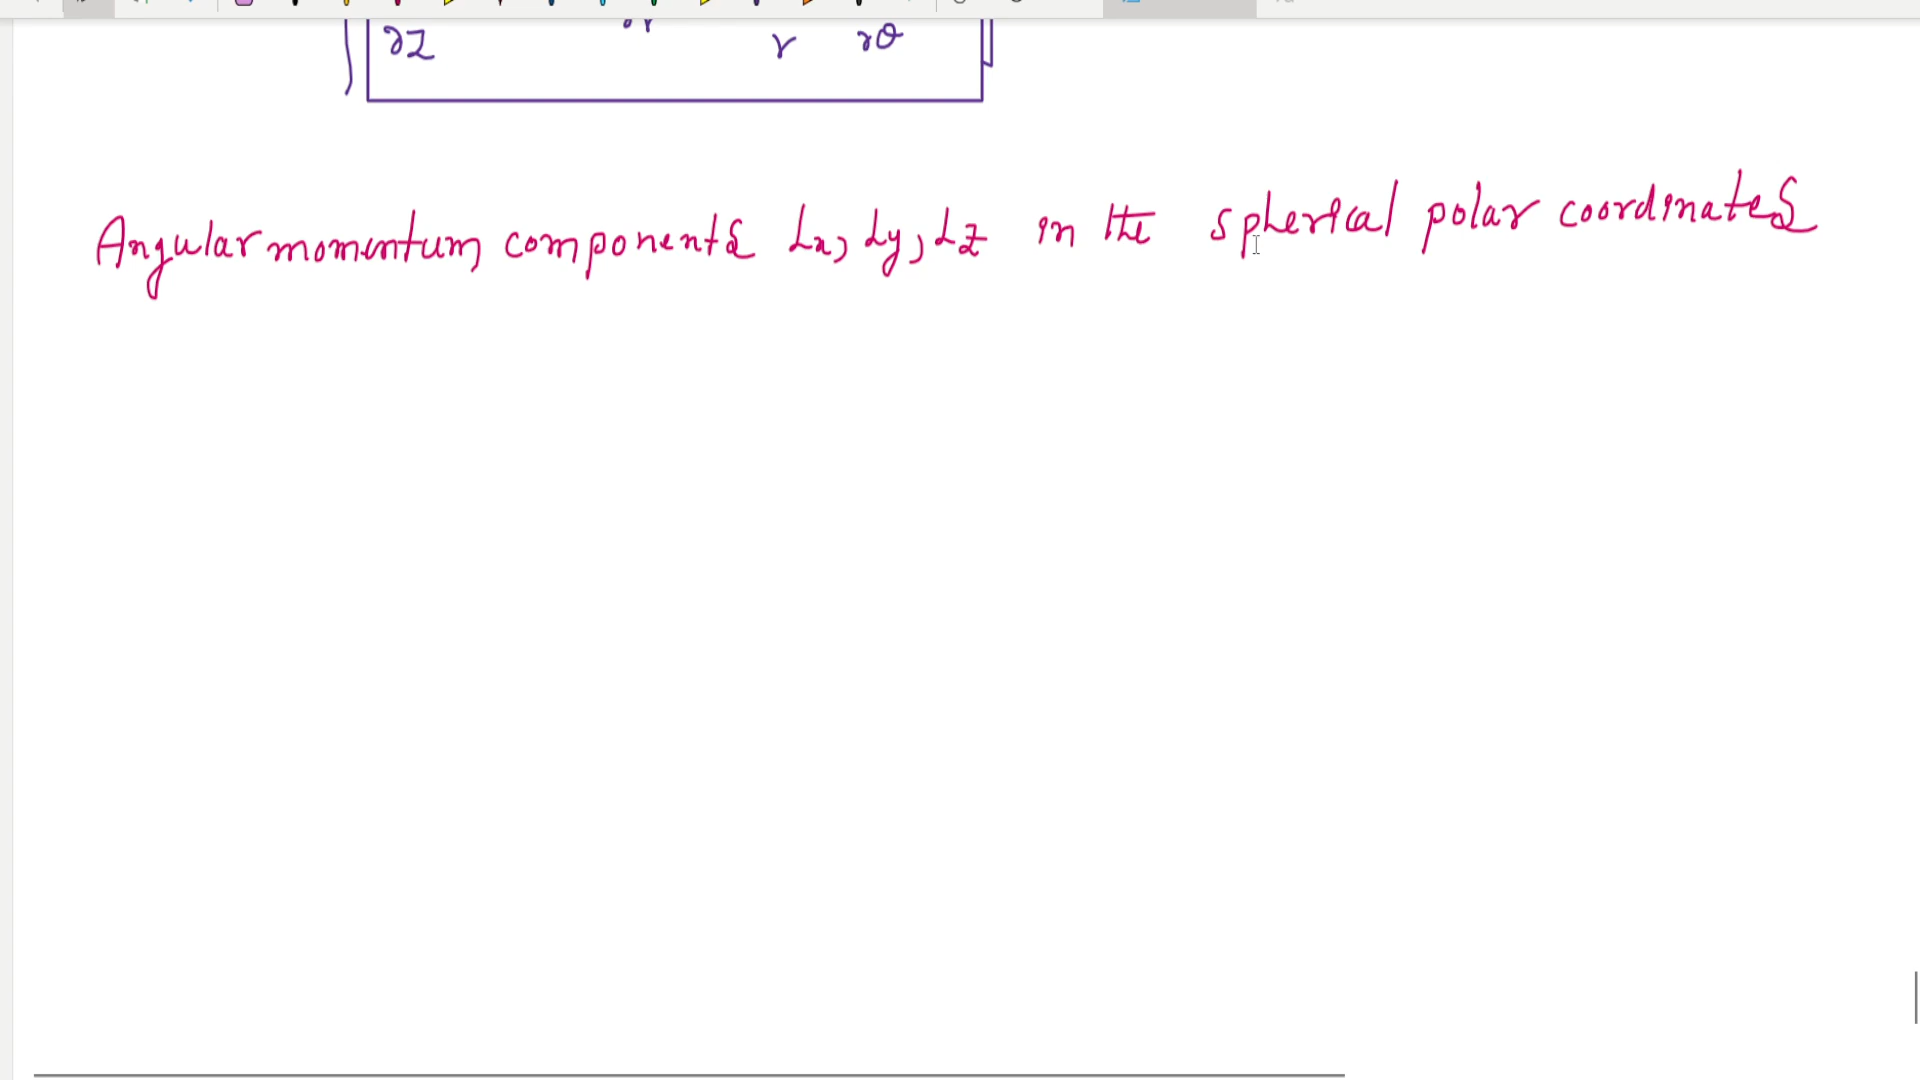 ∂Z r ∂θ
Angular momentum components Lx, Ly, Lz in the spherical polar coordinates